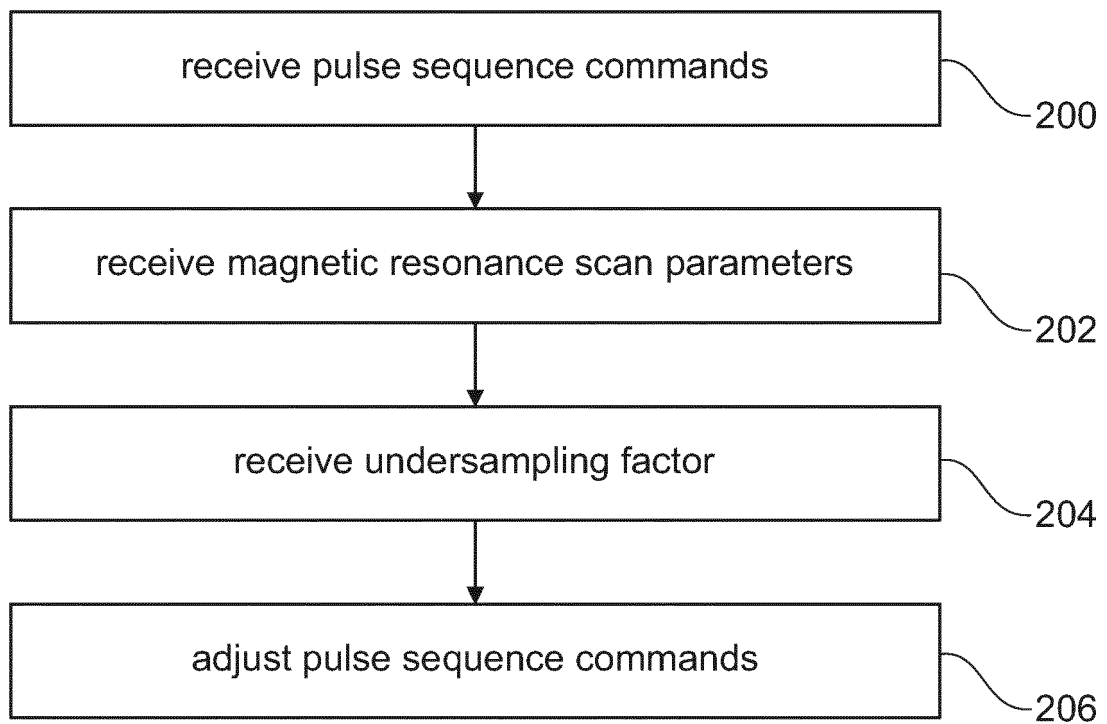 receive pulse sequence commands
200
receive magnetic resonance scan parameters
202
receive undersampling factor
204
adjust pulse sequence commands
206